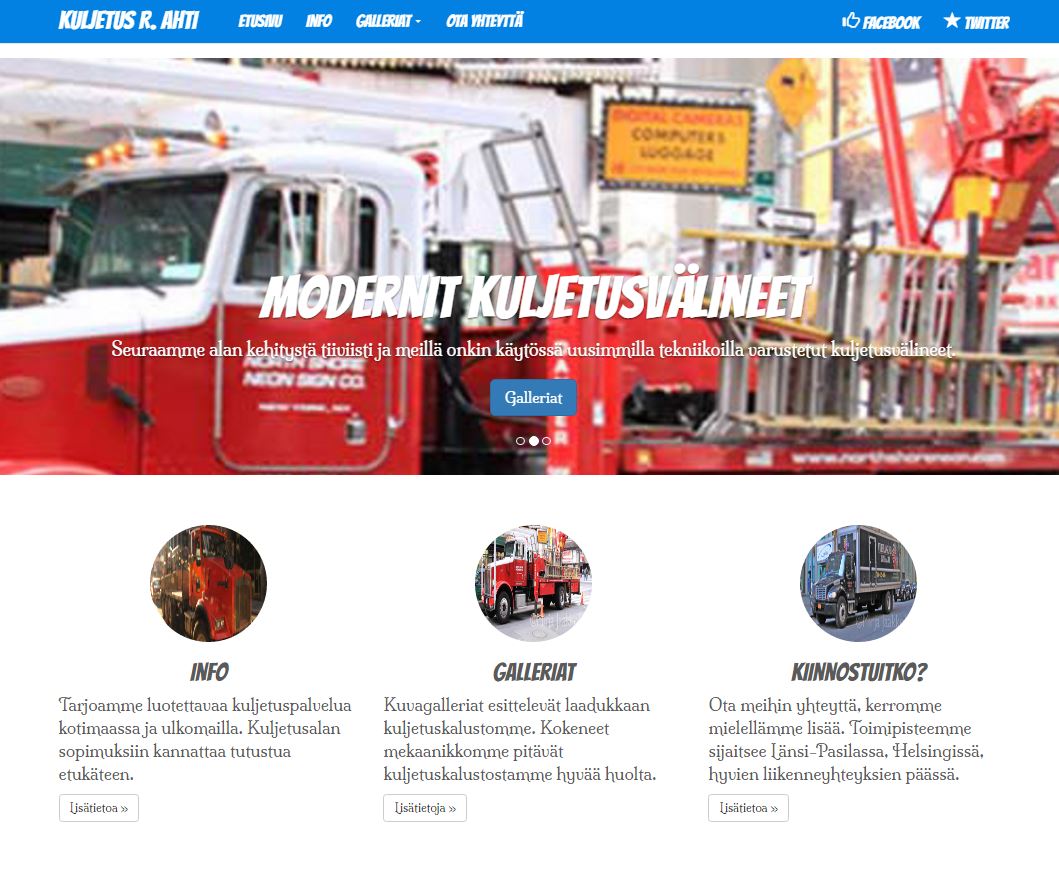 KULJETUS R. AHTI
ETUSIVU INFO GALLERIAT OTA YHTEYTTÄ
FACEBOOK TWITTER
DIGITAL CAMERAS
COMPUTERS
LUGGAGE
MODERNIT KULJETUSVÄLINEET
Seuraamme alan kehitystä tiiviisti ja meillä onkin käytössä uusimmilla tekniikoilla varustetut kuljetusvälineet.
NORTH SHORE
NEON SIGN CO.
Galleriat
www.northshoreneon.com
INFO
Tarjoamme luotettavaa kuljetuspalvelua
kotimaassa ja ulkomailla. Kuljetusalan
sopimuksiin kannattaa tutustua
etukäteen.
Lisätietoa »
GALLERIAT
Kuvagalleriat esittelevät laadukkaan
kuljetuskalustomme. Kokeneet
mekaanikkomme pitävät
kuljetuskalustostamme hyvää huolta.
Lisätietoja »
KIINNOSTUITKO?
Ota meihin yhteyttä, kerromme
mielellämme lisää. Toimipisteemme
sijaitsee Länsi-Pasilassa, Helsingissä,
hyvien liikenneyhteyksien päässä.
Lisätietoa »